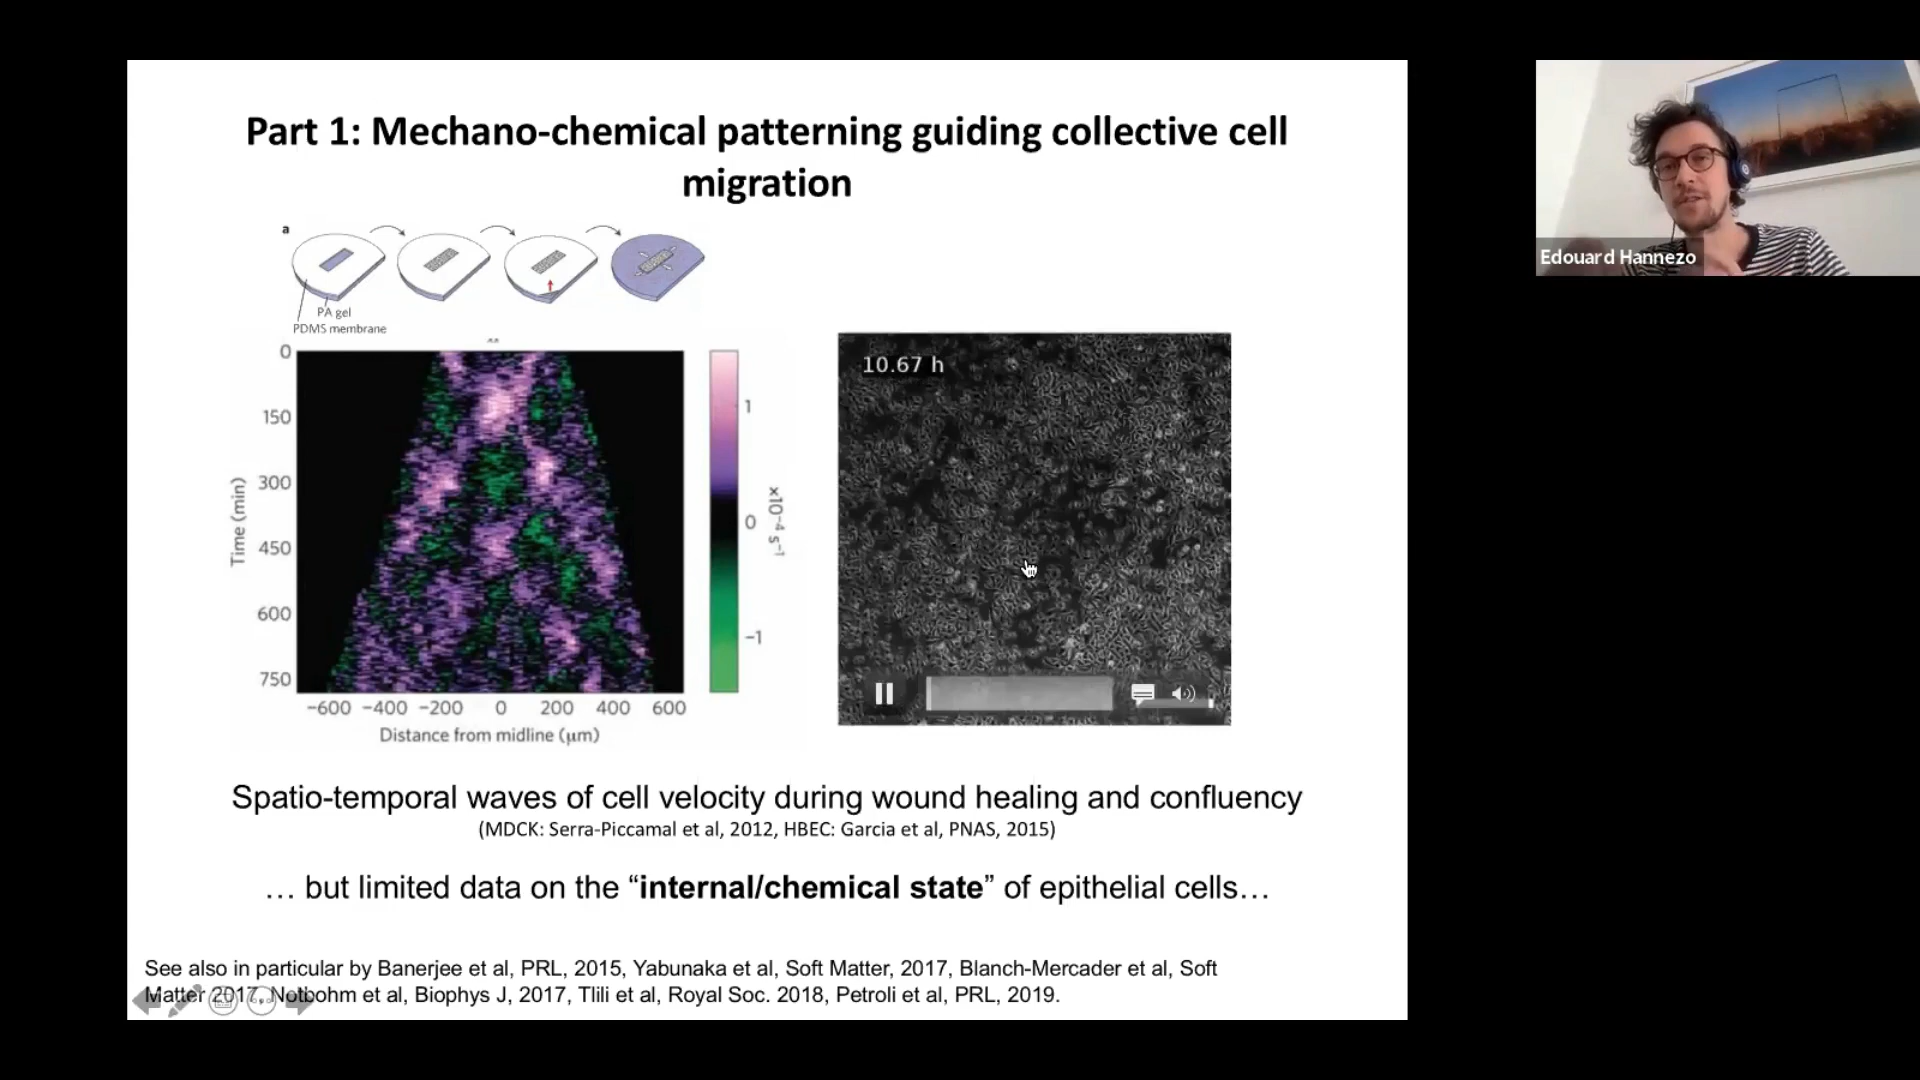 Part 1: Mechano-chemical patterning guiding collective cell
migration
a
PA gel
PDMS membrane
0
150
300
450
600
750
Time (min)
−600 −400 −200 0 200 400 600
Distance from midline (μm)
1
0
−1
×10⁻⁴ s⁻¹
10.67 h
Edouard Hannezo
Spatio-temporal waves of cell velocity during wound healing and confluency
(MDCK: Serra-Piccamal et al, 2012, HBEC: Garcia et al, PNAS, 2015)
… but limited data on the “internal/chemical state” of epithelial cells…
See also in particular by Banerjee et al, PRL, 2015, Yabunaka et al, Soft Matter, 2017, Blanch-Mercader et al, Soft
Matter 2017, Notbohm et al, Biophys J, 2017, Tlili et al, Royal Soc. 2018, Petroli et al, PRL, 2019.